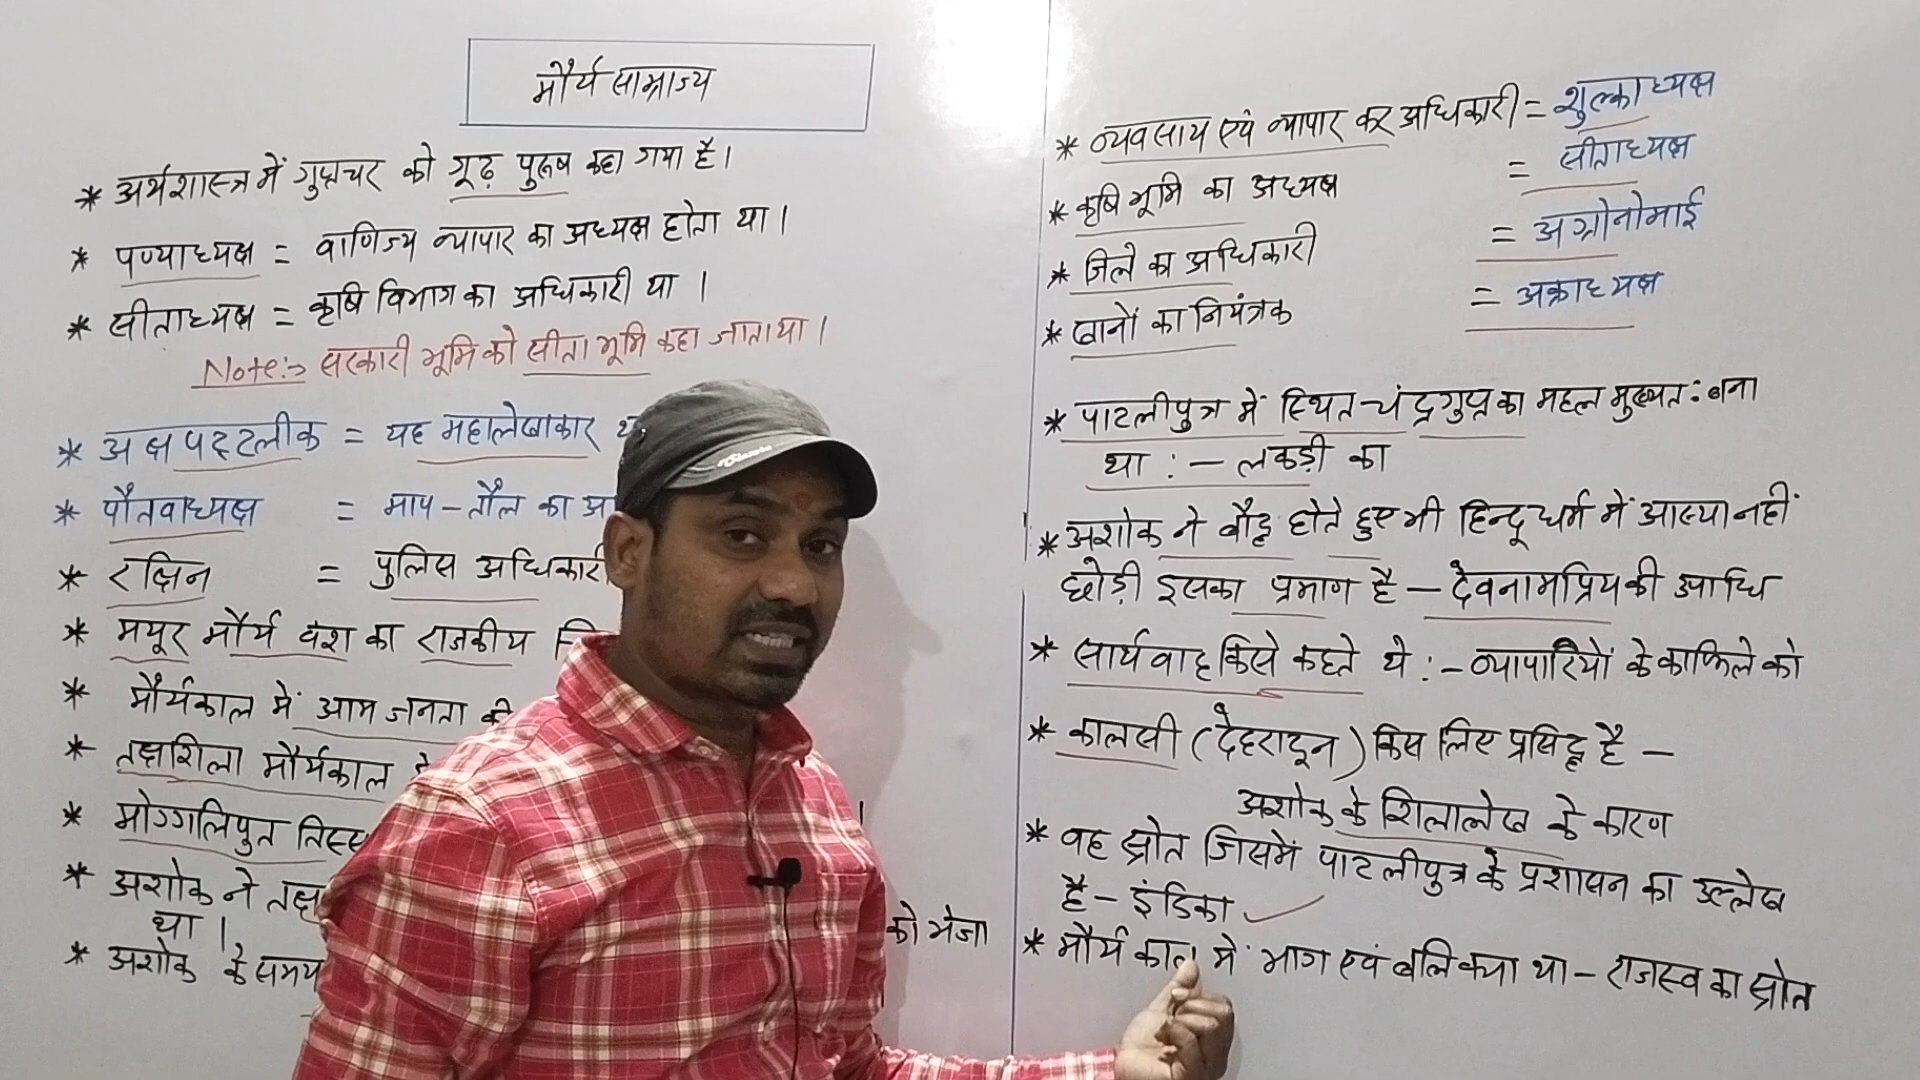 मौर्य साम्राज्य
* अर्थशास्त्र में गुप्तचर को गूढ़ पुरूष कहा गया है।
* पण्याध्यक्ष = वाणिज्य व्यापार का अध्यक्ष होता था।
* सीताध्यक्ष = कृषि विभाग का अधिकारी था ।
Note:-> सरकारी भूमि को सीता भूमि कहा जाता था।
* अक्षपट्टलीक = यह महालेखाकार
* पौतवाध्यक्ष = माप-तौल का
* रक्षिन = पुलिस अधिकारी
* मयूर मौर्य वंश का राजकीय
* मौर्यकाल में आम जनता की
* तक्षशिला मौर्यकाल
* मोग्गलिपुत तिस्स
* अशोक ने तक्ष
था । को भेजा
* अशोक के समय
* व्यवसाय एवं व्यापार कर अधिकारी = शुल्काध्यक्ष
* कृषि भूमि का अध्यक्ष = सीताध्यक्ष
* जिले का अधिकारी = अग्रोनोमाई
* खानों का नियंत्रक = अकाध्यक्ष
* पाटलीपुत्र में स्थित चंद्रगुप्त का महल मुख्यत: बना
था :- लकड़ी का
* अशोक ने बौद्ध होते हुए भी हिन्दू धर्म में आस्था नहीं
छोड़ी इसका प्रमाण है - देवनामप्रिय की उपाधि
* सार्थवाह किसे कहते थे :- व्यापारियों के काफिले को
* कालसी (देहरादून) किस लिए प्रसिद्ध है -
अशोक के शिलालेख के कारण
* वह स्रोत जिसमें पाटलीपुत्र के प्रशासन का उल्लेख
है - इंडिका
* मौर्य काल में भाग एवं बलि क्या था - राजस्व का स्रोत